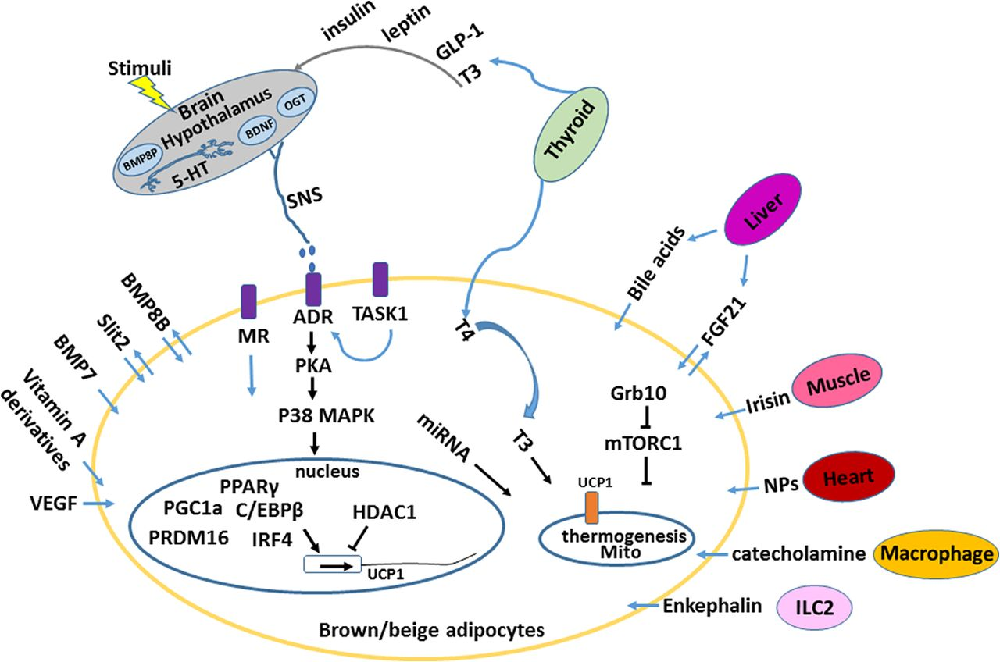 insulin
leptin
GLP-1
T3
Stimuli
Brain
Hypothalamus
OGT
BDNF
BMP8P
5-HT
SNS
Thyroid
Liver
Bile acids
FGF21
BMP8B
Slit2
BMP7
Vitamin A
derivatives
VEGF
MR
ADR
TASK1
PKA
P38 MAPK
T4
T3
miRNA
Grb10
mTORC1
Irisin
Muscle
NPs
Heart
catecholamine
Macrophage
Enkephalin
ILC2
nucleus
PPARγ
PGC1a
C/EBPβ
HDAC1
PRDM16
IRF4
UCP1
UCP1
thermogenesis
Mito
Brown/beige adipocytes